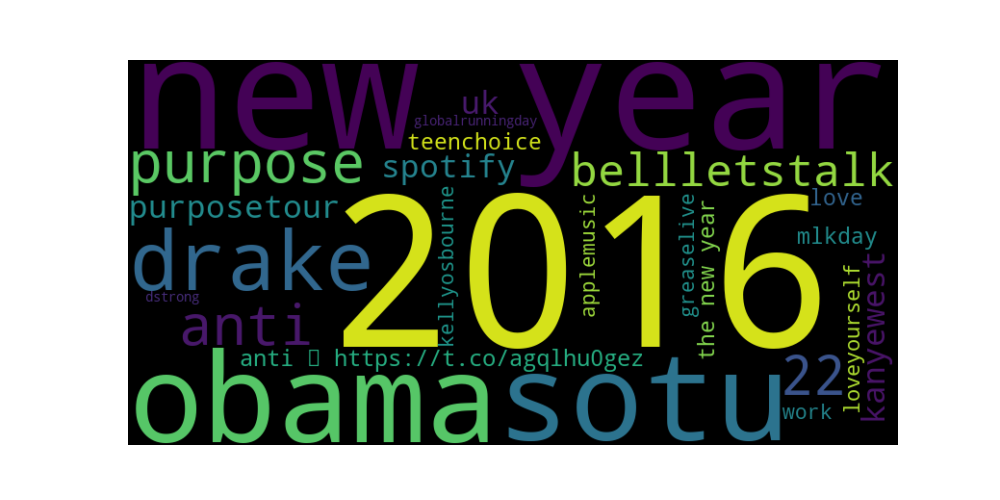 new year
uk
globalrunningday
teenchoice
purpose
spotify
bellletstalk
purposetour
2016
love
kellyosbourne
applemusic
greaselive
the new year
mlkday
drake
dstrong
anti
loveyourself
kanyewest
anti  https://t.co/agqlhu0gez
obama
sotu
22
work